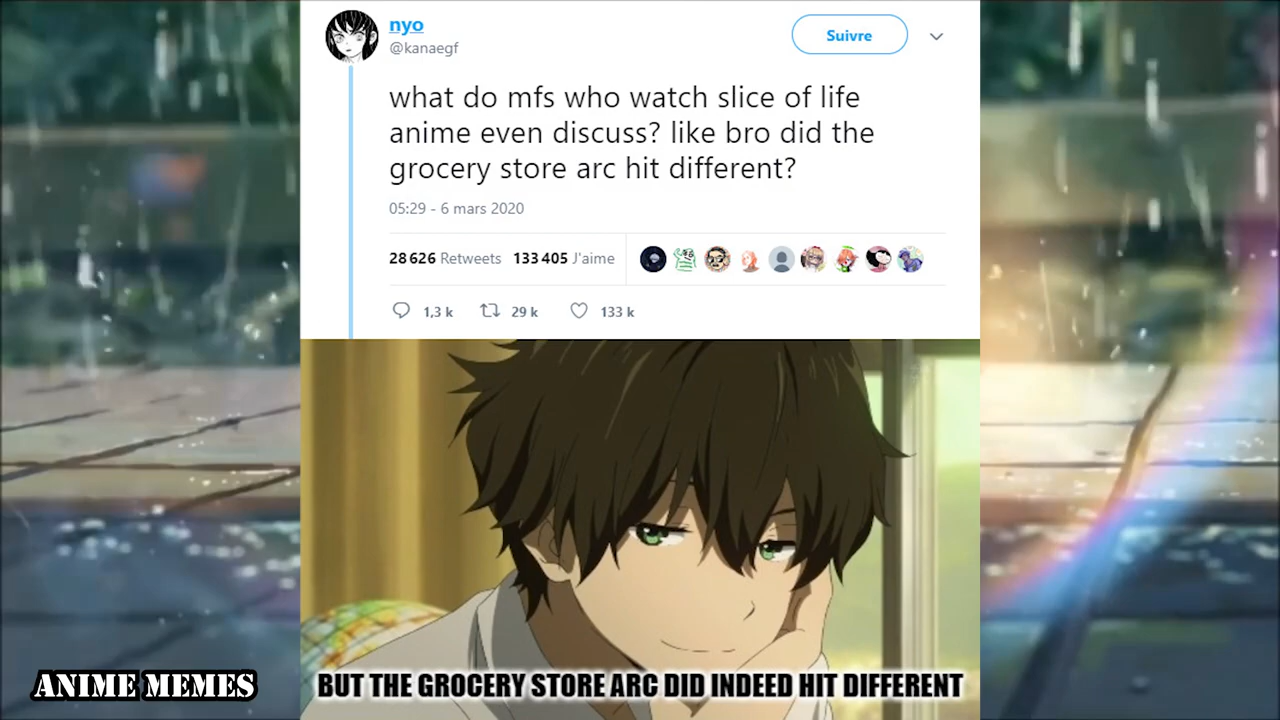 nyo
@kanaegf
Suivre
what do mfs who watch slice of life
anime even discuss? like bro did the
grocery store arc hit different?
05:29 - 6 mars 2020
28 626 Retweets 133 405 J'aime
1,3 k 29 k 133 k
BUT THE GROCERY STORE ARC DID INDEED HIT DIFFERENT
ANIME MEMES